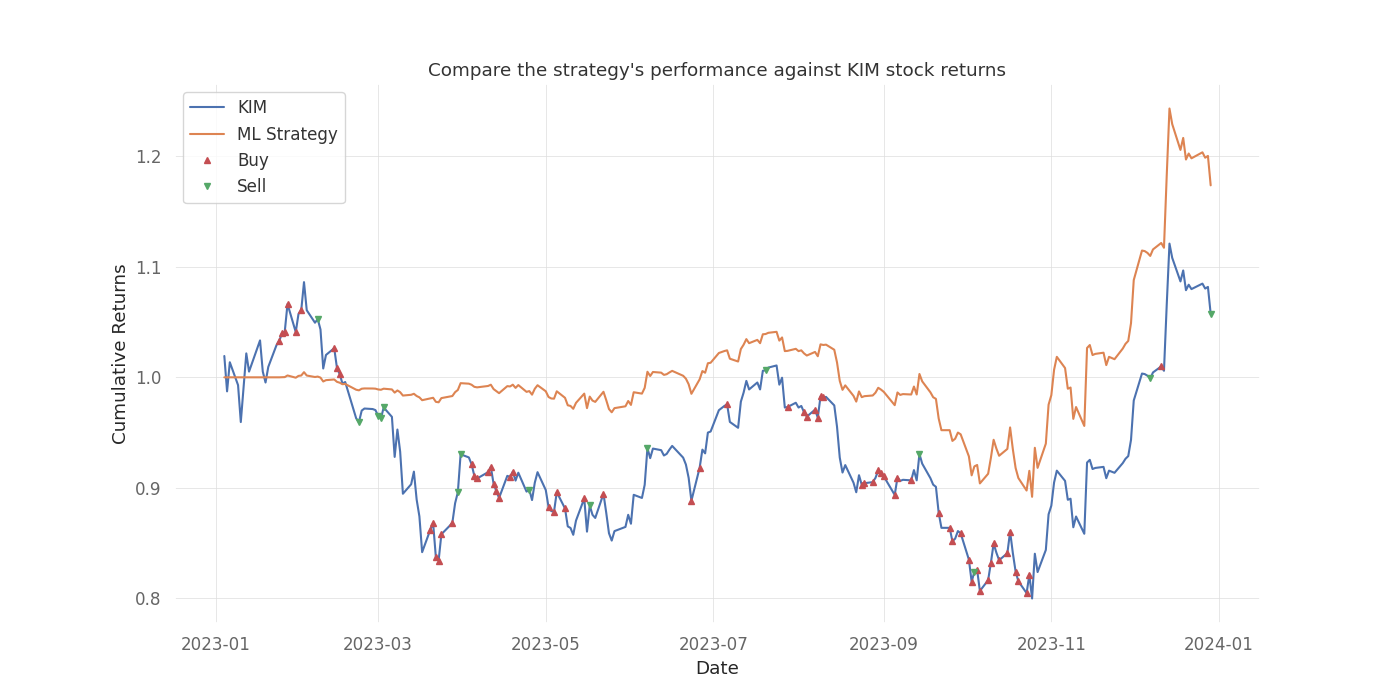 Compare the strategy's performance against KIM stock returns
KIM
ML Strategy
Buy
Sell
Cumulative Returns
1.2
1.1
1.0
0.9
0.8
2023-01 2023-03 2023-05 2023-07 2023-09 2023-11 2024-01
Date